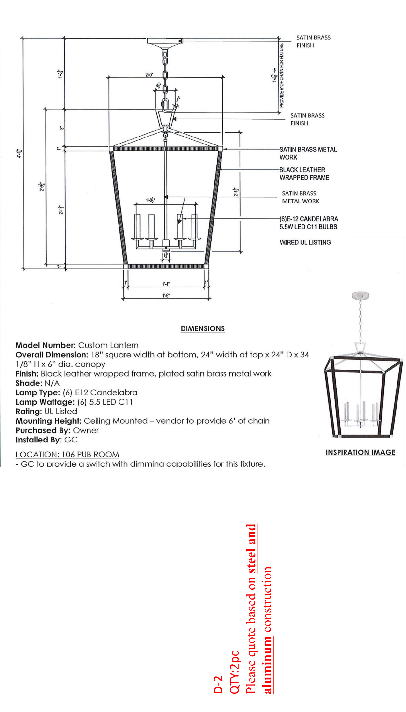 SATIN BRASS
FINISH
2'-0"
SATIN BRASS
FINISH
SATIN BRASS METAL
WORK
BLACK LEATHER
WRAPPED FRAME
SATIN BRASS
METAL WORK
(6)E-12 CANDELABRA
5.5W LED C11 BULBS
WIRED UL LISTING
1'-6"
DIMENSIONS
Model Number: Custom Lantern
Overall Dimension: 18" square width at bottom, 24" width at top x 24" D x 34
1/8" H x 6" dia. canopy
Finish: Black leather wrapped frame, plated satin brass metal work
Shade: N/A
Lamp Type: (6) E12 Candelabra
Lamp Wattage: (6) 5.5 LED C11
Rating: UL Listed
Mounting Height: Ceiling Mounted – vendor to provide 6' of chain
Purchased By: Owner
Installed By: GC
INSPIRATION IMAGE
LOCATION: 106 PUB ROOM
- GC to provide a switch with dimming capabilities for this fixture.
D-2
QTY:2pc
Please quote based on steel and
aluminum construction